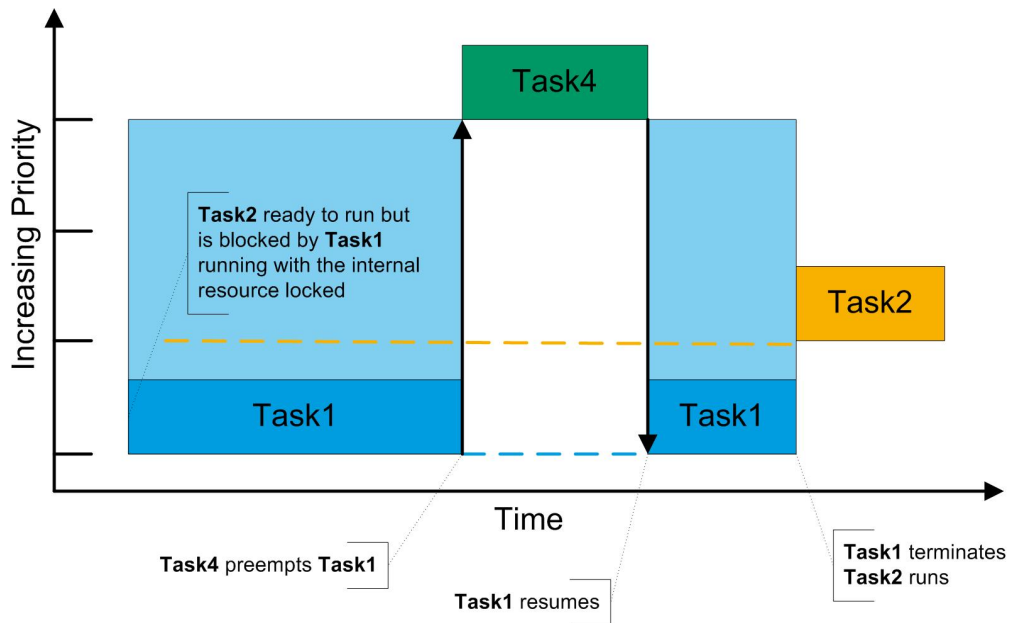 Task4
Increasing Priority
Task2 ready to run but
is blocked by Task1
running with the internal
resource locked
Task2
Task1
Task1
Time
Task4 preempts Task1
Task1 resumes
Task1 terminates
Task2 runs